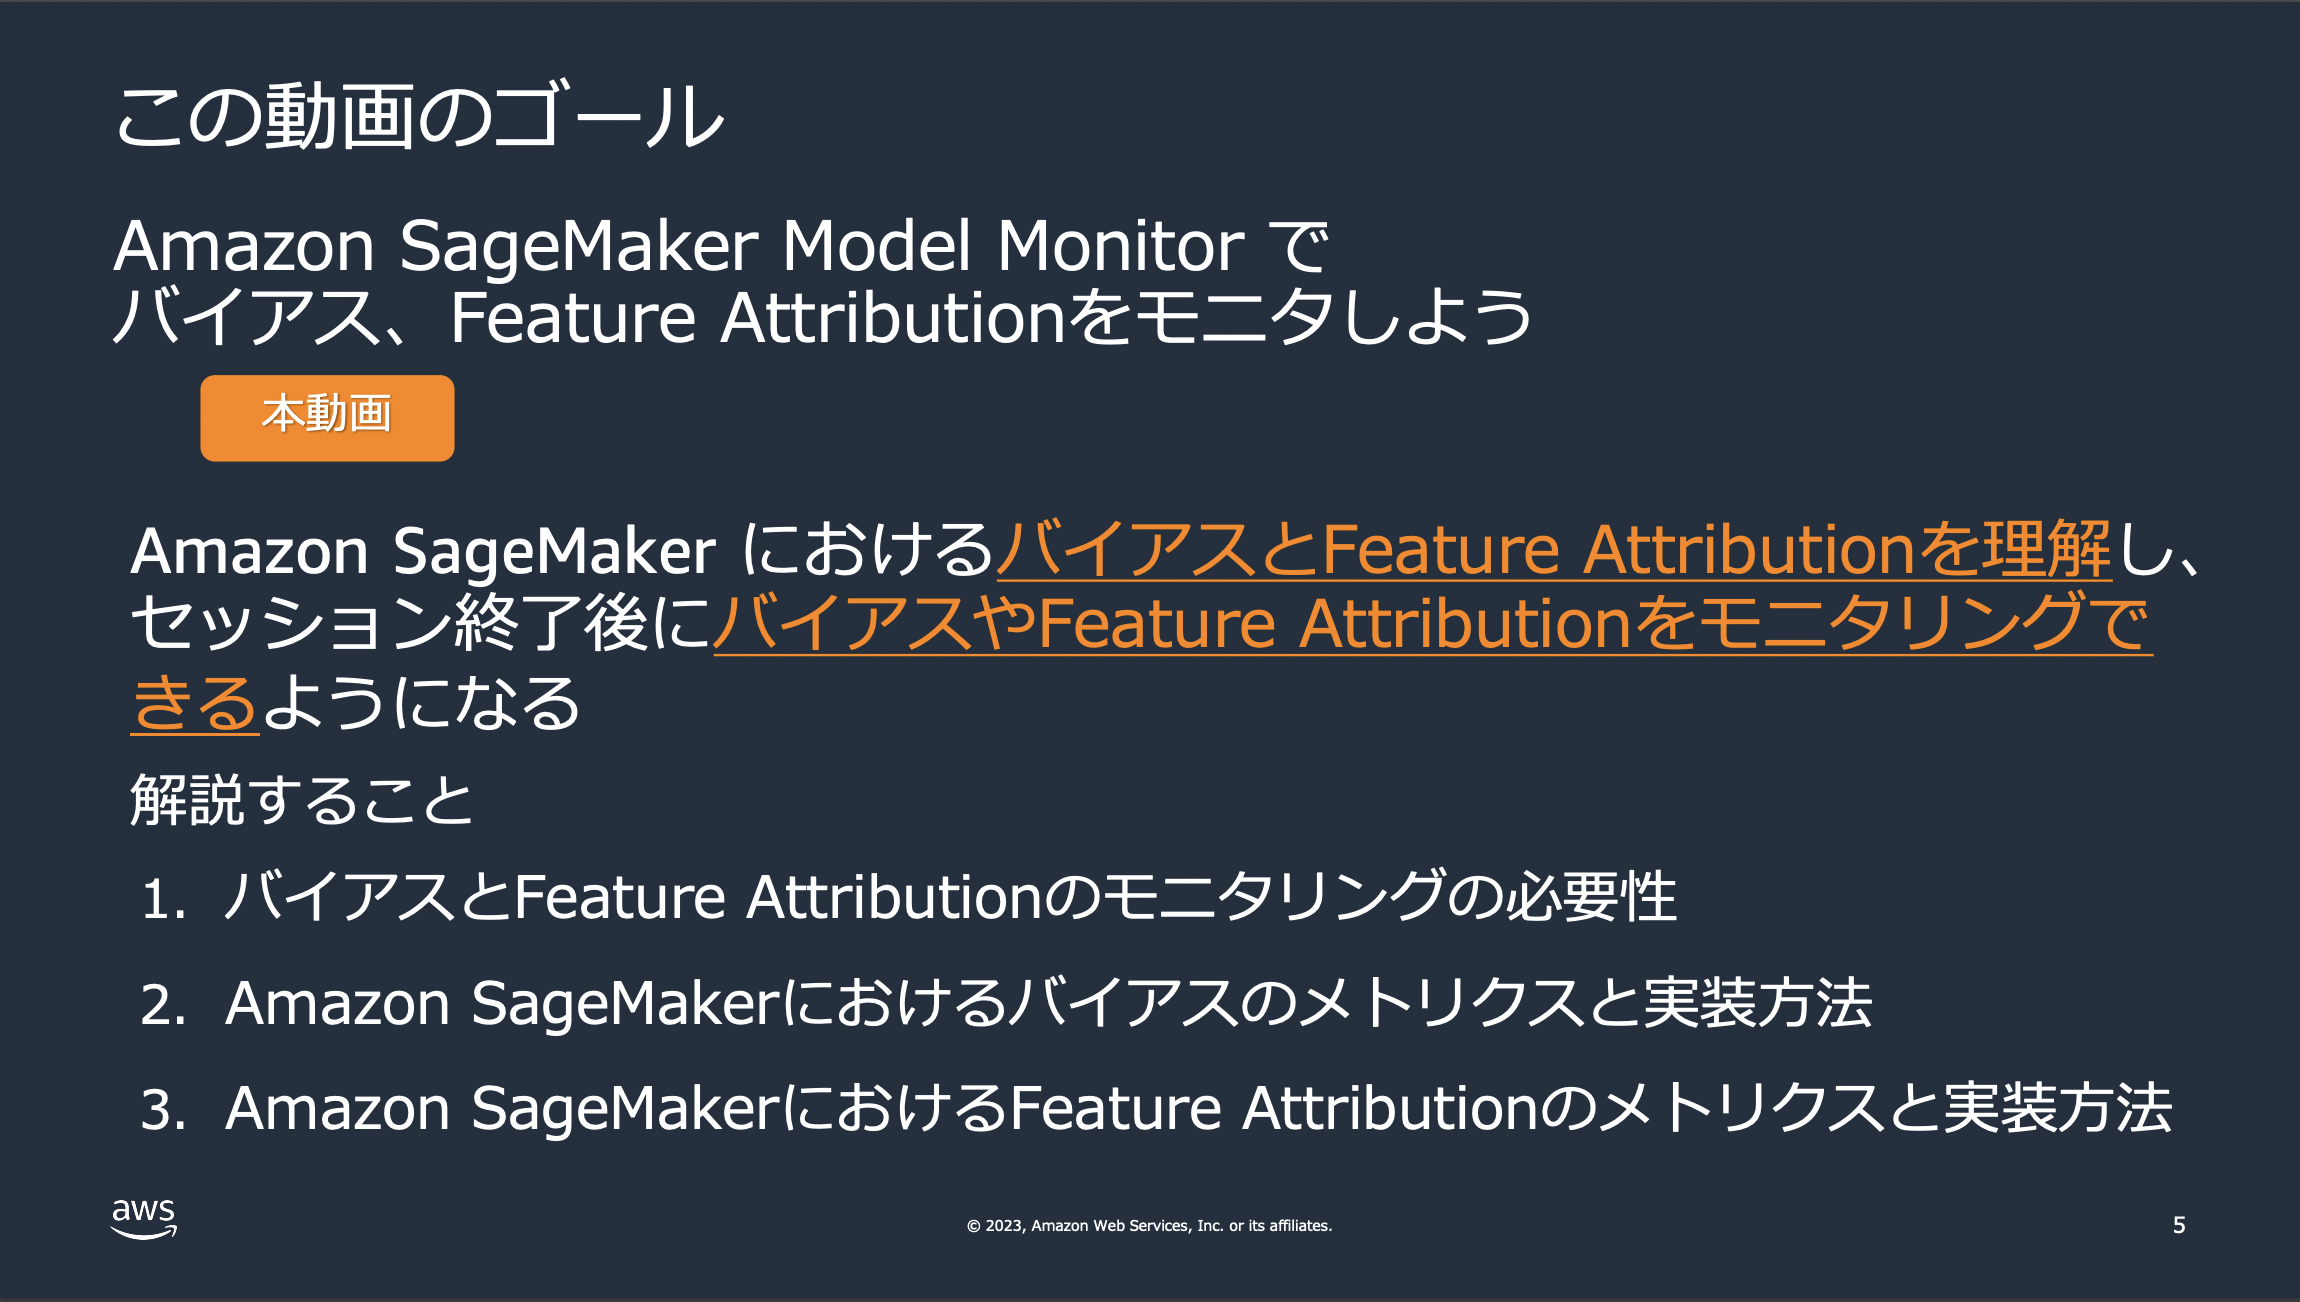 この動画のゴール
Amazon SageMaker Model Monitor で
バイアス、Feature Attributionをモニタしよう
本動画
Amazon SageMaker におけるバイアスとFeature Attributionを理解し、
セッション終了後にバイアスやFeature Attributionをモニタリングで
きるようになる
解説すること
1. バイアスとFeature Attributionのモニタリングの必要性
2. Amazon SageMakerにおけるバイアスのメトリクスと実装方法
3. Amazon SageMakerにおけるFeature Attributionのメトリクスと実装方法
aws
© 2023, Amazon Web Services, Inc. or its affiliates.
5